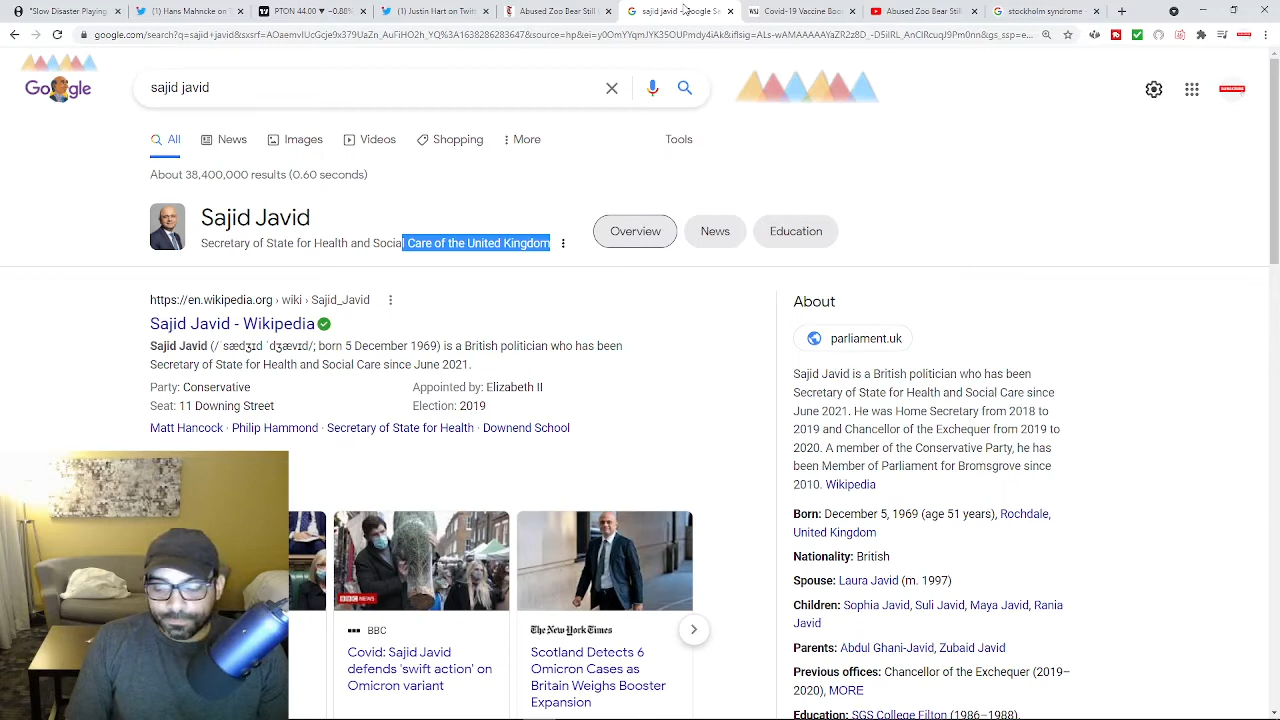 "Slow Disaster Playing
(1) Hans Mahncke on T
PTON 44.00 ▼ −0.88%
(1) Justin Hart on Twit
Abused Zoo Bear Still
sajid javid - Google Se
Covid-19 Vaccine Boo
Abused Zoo Bear Still
stockholm syndrome -
Google
sajid javid
All
News
Images
Videos
Shopping
More
Tools
About 38,400,000 results (0.60 seconds)
Sajid Javid
Secretary of State for Health and Social Care of the United Kingdom
Overview
News
Education
https://en.wikipedia.org › wiki › Sajid_Javid
Sajid Javid - Wikipedia
Sajid Javid (/ˈsædʒɪd ˈdʒævɪd/; born 5 December 1969) is a British politician who has been
Secretary of State for Health and Social Care since June 2021.
Party: Conservative
Appointed by: Elizabeth II
Seat: 11 Downing Street
Election: 2019
Matt Hancock · Philip Hammond · Secretary of State for Health · Downend School
BBC NEWS
BBC
Covid: Sajid Javid
defends 'swift action' on
Omicron variant
The New York Times
Scotland Detects 6
Omicron Cases as
Britain Weighs Booster
Expansion
About
parliament.uk
Sajid Javid is a British politician who has been
Secretary of State for Health and Social Care since
June 2021. He was Home Secretary from 2018 to
2019 and Chancellor of the Exchequer from 2019 to
2020. A member of the Conservative Party, he has
been Member of Parliament for Bromsgrove since
2010. Wikipedia
Born: December 5, 1969 (age 51 years), Rochdale,
United Kingdom
Nationality: British
Spouse: Laura Javid (m. 1997)
Children: Sophia Javid, Suli Javid, Maya Javid, Rania
Javid
Parents: Abdul Ghani-Javid, Zubaid Javid
Previous offices: Chancellor of the Exchequer (2019–
2020), MORE
Education: SGS College Filton (1986–1988),